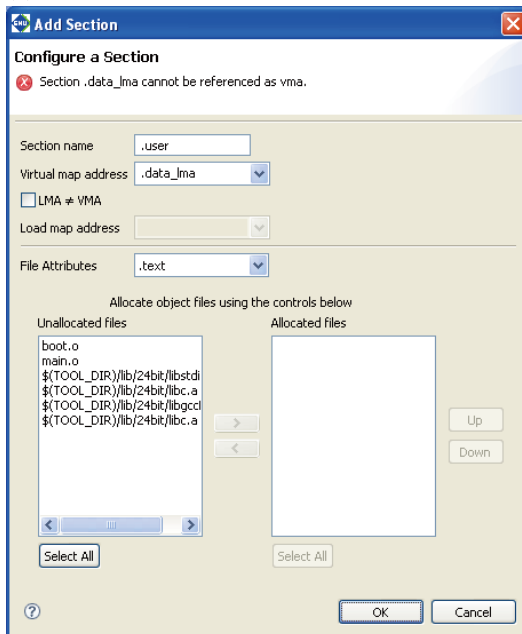 EMU Add Section
Configure a Section
Section .data_lma cannot be referenced as vma.
Section name .user
Virtual map address .data_lma
LMA ≠ VMA
Load map address
File Attributes .text
Allocate object files using the controls below
Unallocated files Allocated files
boot.o
main.o
$(TOOL_DIR)/lib/24bit/libstdi
$(TOOL_DIR)/lib/24bit/libc.a
$(TOOL_DIR)/lib/24bit/libgccl
$(TOOL_DIR)/lib/24bit/libc.a
> Up
< Down
Select All Select All
? OK Cancel